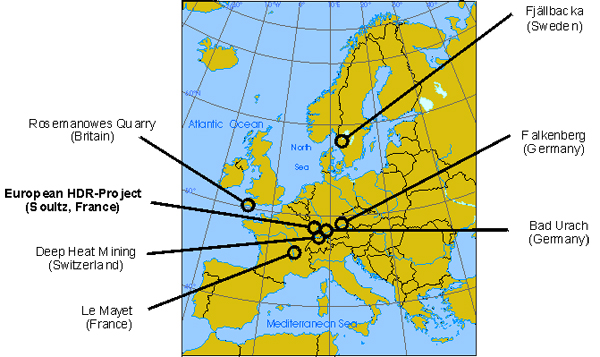 Fjällbacka
(Sweden)
Rosemanowes Quarry
(Britain)
Atlantic Ocean
North
Sea
Falkenberg
(Germany)
European HDR-Project
(Soultz, France)
Deep Heat Mining
(Switzerland)
Bad Urach
(Germany)
Le Mayet
(France)
Mediterranean Sea